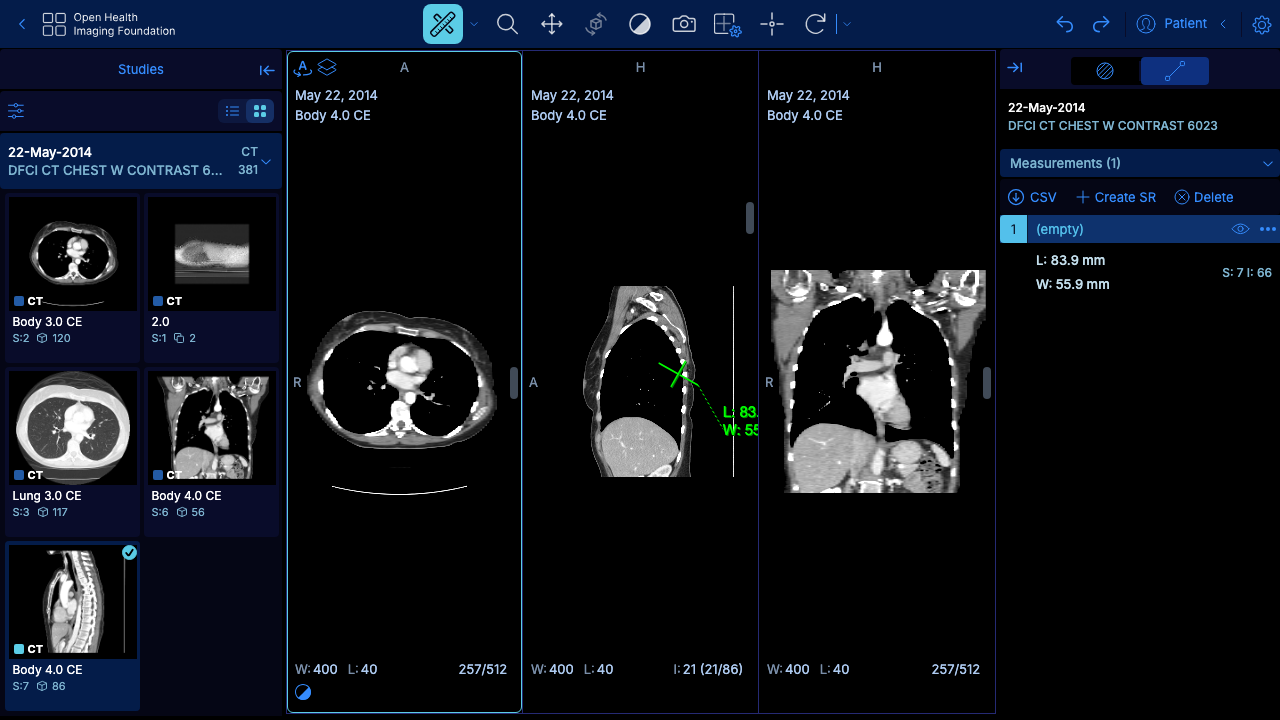 Open Health
Imaging Foundation
Patient
Studies
22-May-2014
DFCI CT CHEST W CONTRAST 6...
CT
381
CT
Body 3.0 CE
S:2 120
CT
2.0
S:1 2
CT
Lung 3.0 CE
S:3 117
CT
Body 4.0 CE
S:6 56
CT
Body 4.0 CE
S:7 86
A
A
May 22, 2014
Body 4.0 CE
R
W: 400 L: 40
257/512
H
May 22, 2014
Body 4.0 CE
A
L: 83.
W: 55
W: 400 L: 40
I: 21 (21/86)
H
May 22, 2014
Body 4.0 CE
R
W: 400 L: 40
257/512
22-May-2014
DFCI CT CHEST W CONTRAST 6023
Measurements (1)
CSV
Create SR
Delete
1 (empty)
L: 83.9 mm
W: 55.9 mm
S: 7 I: 66